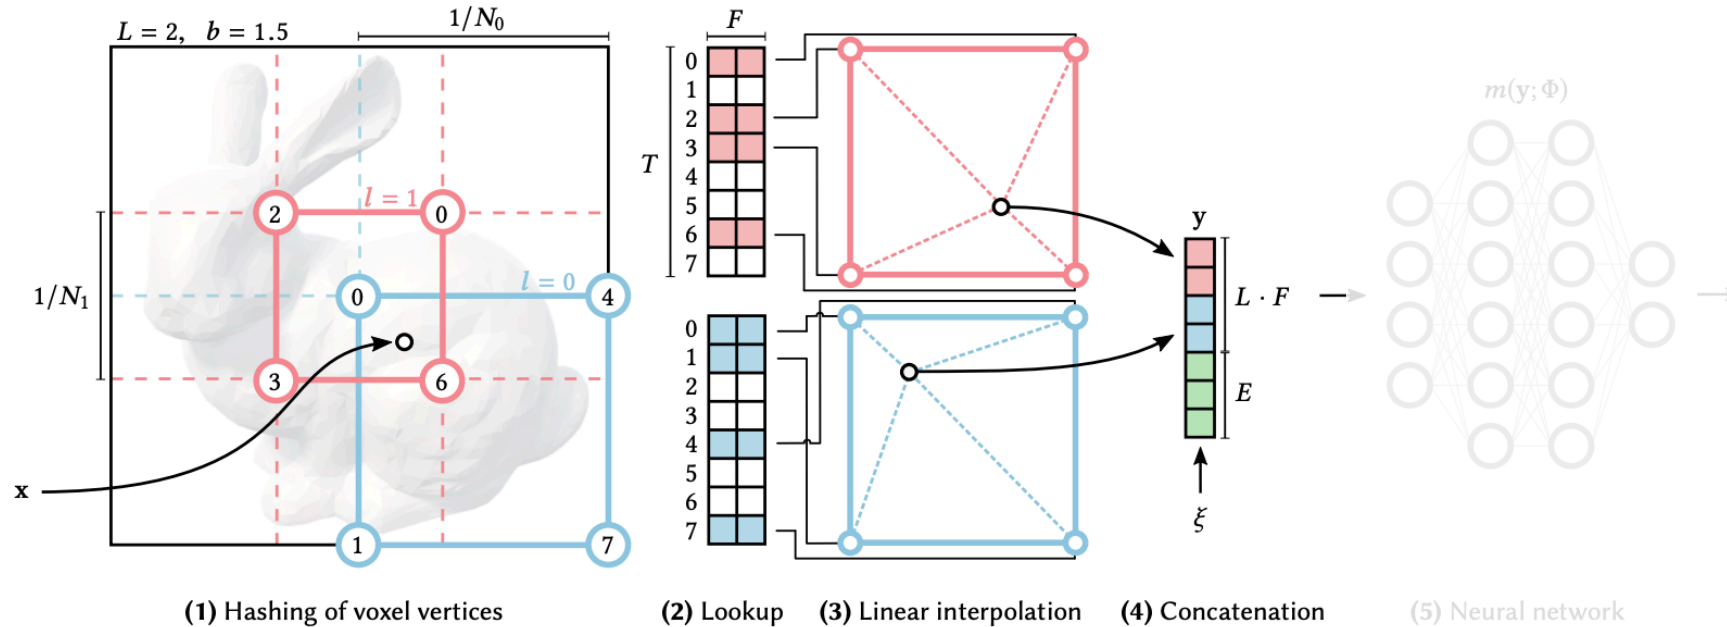 L = 2, b = 1.5
1/N₀
l = 1
2
0
l = 0
0
4
1/N₁
3
6
x
1
7
F
T
0
1
2
3
4
5
6
7
0
1
2
3
4
5
6
7
y
L · F
E
ξ
m(y; Φ)
(1) Hashing of voxel vertices
(2) Lookup
(3) Linear interpolation
(4) Concatenation
(5) Neural network